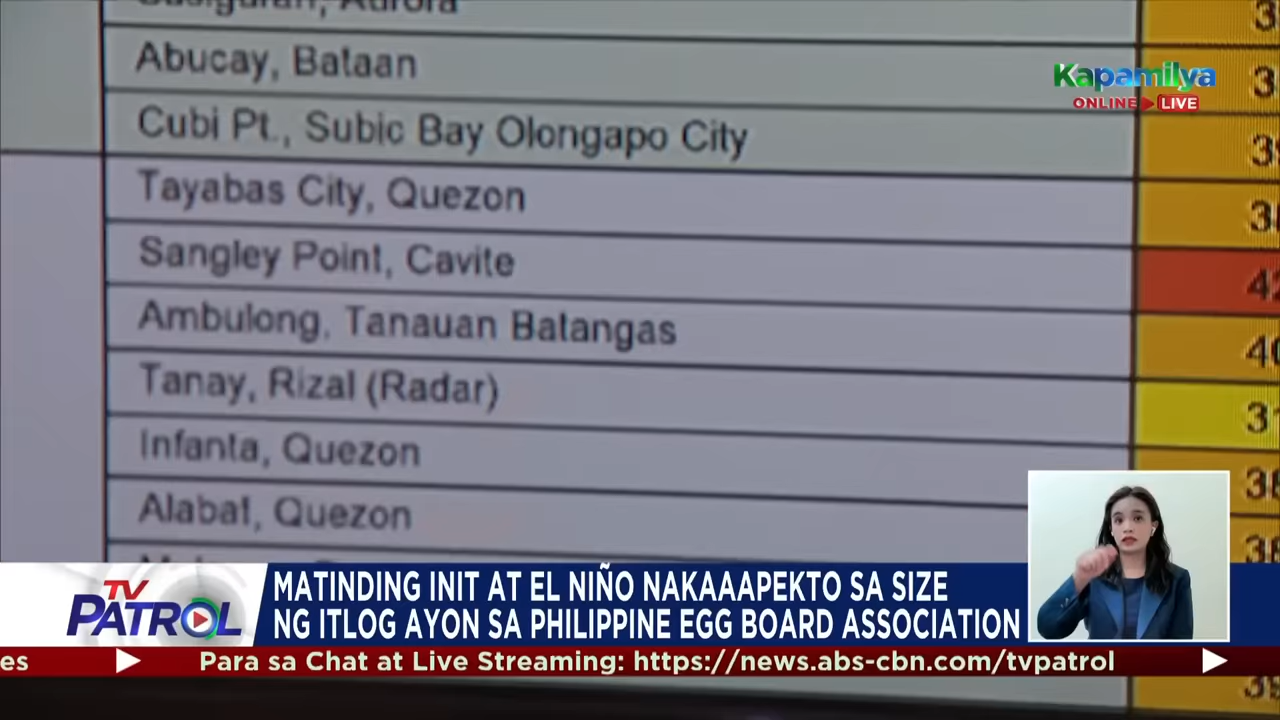 Aurora
Abucay, Bataan
Kapamilya
ONLINE LIVE
Cubi Pt., Subic Bay Olongapo City
Tayabas City, Quezon
Sangley Point, Cavite
Ambulong, Tanauan Batangas
Tanay, Rizal (Radar)
Infanta, Quezon
Alabat, Quezon
TV PATROL
MATINDING INIT AT EL NIÑO NAKAAAPEKTO SA SIZE
NG ITLOG AYON SA PHILIPPINE EGG BOARD ASSOCIATION
es Para sa Chat at Live Streaming: https://news.abs-cbn.com/tvpatrol